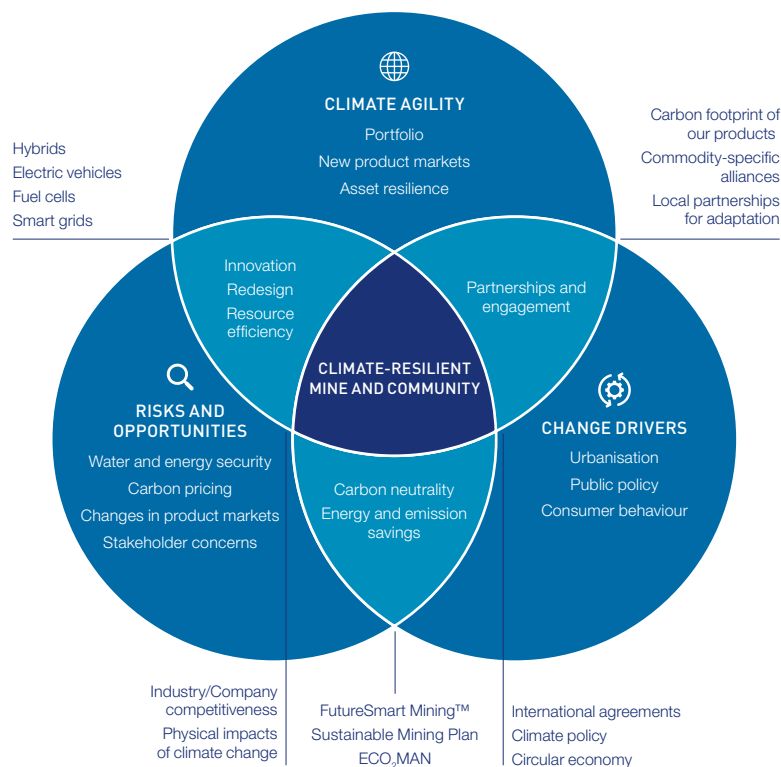 CLIMATE AGILITY
Portfolio
New product markets
Asset resilience
Hybrids
Electric vehicles
Fuel cells
Smart grids
Carbon footprint of
our products
Commodity-specific
alliances
Local partnerships
for adaptation
Innovation
Redesign
Resource
efficiency
Partnerships and
engagement
CLIMATE-RESILIENT
MINE AND COMMUNITY
RISKS AND
OPPORTUNITIES
Water and energy security
Carbon pricing
Changes in product markets
Stakeholder concerns
CHANGE DRIVERS
Urbanisation
Public policy
Consumer behaviour
Carbon neutrality
Energy and emission
savings
Industry/Company
competitiveness
Physical impacts
of climate change
FutureSmart Mining™
Sustainable Mining Plan
ECO₂MAN
International agreements
Climate policy
Circular economy